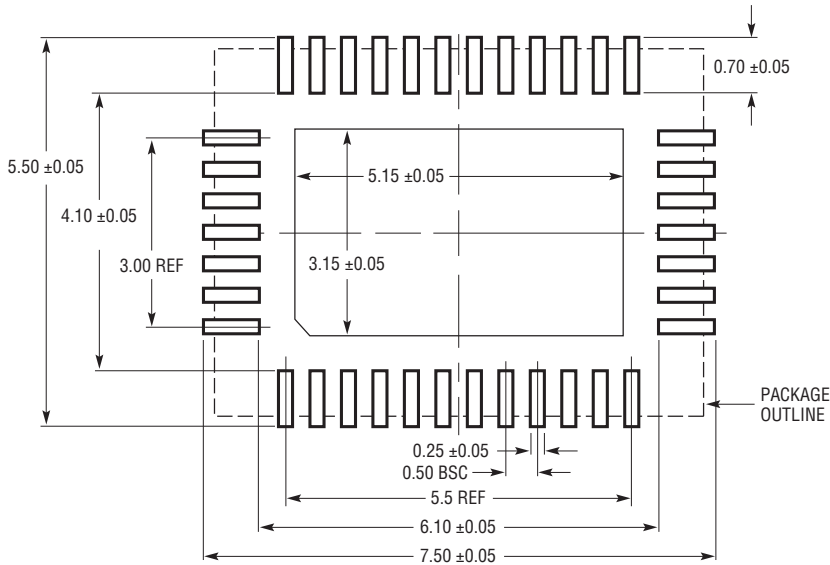 0.70 ±0.05
5.50 ±0.05
5.15 ±0.05
4.10 ±0.05
3.00 REF
3.15 ±0.05
PACKAGE
OUTLINE
0.25 ±0.05
0.50 BSC
5.5 REF
6.10 ±0.05
7.50 ±0.05